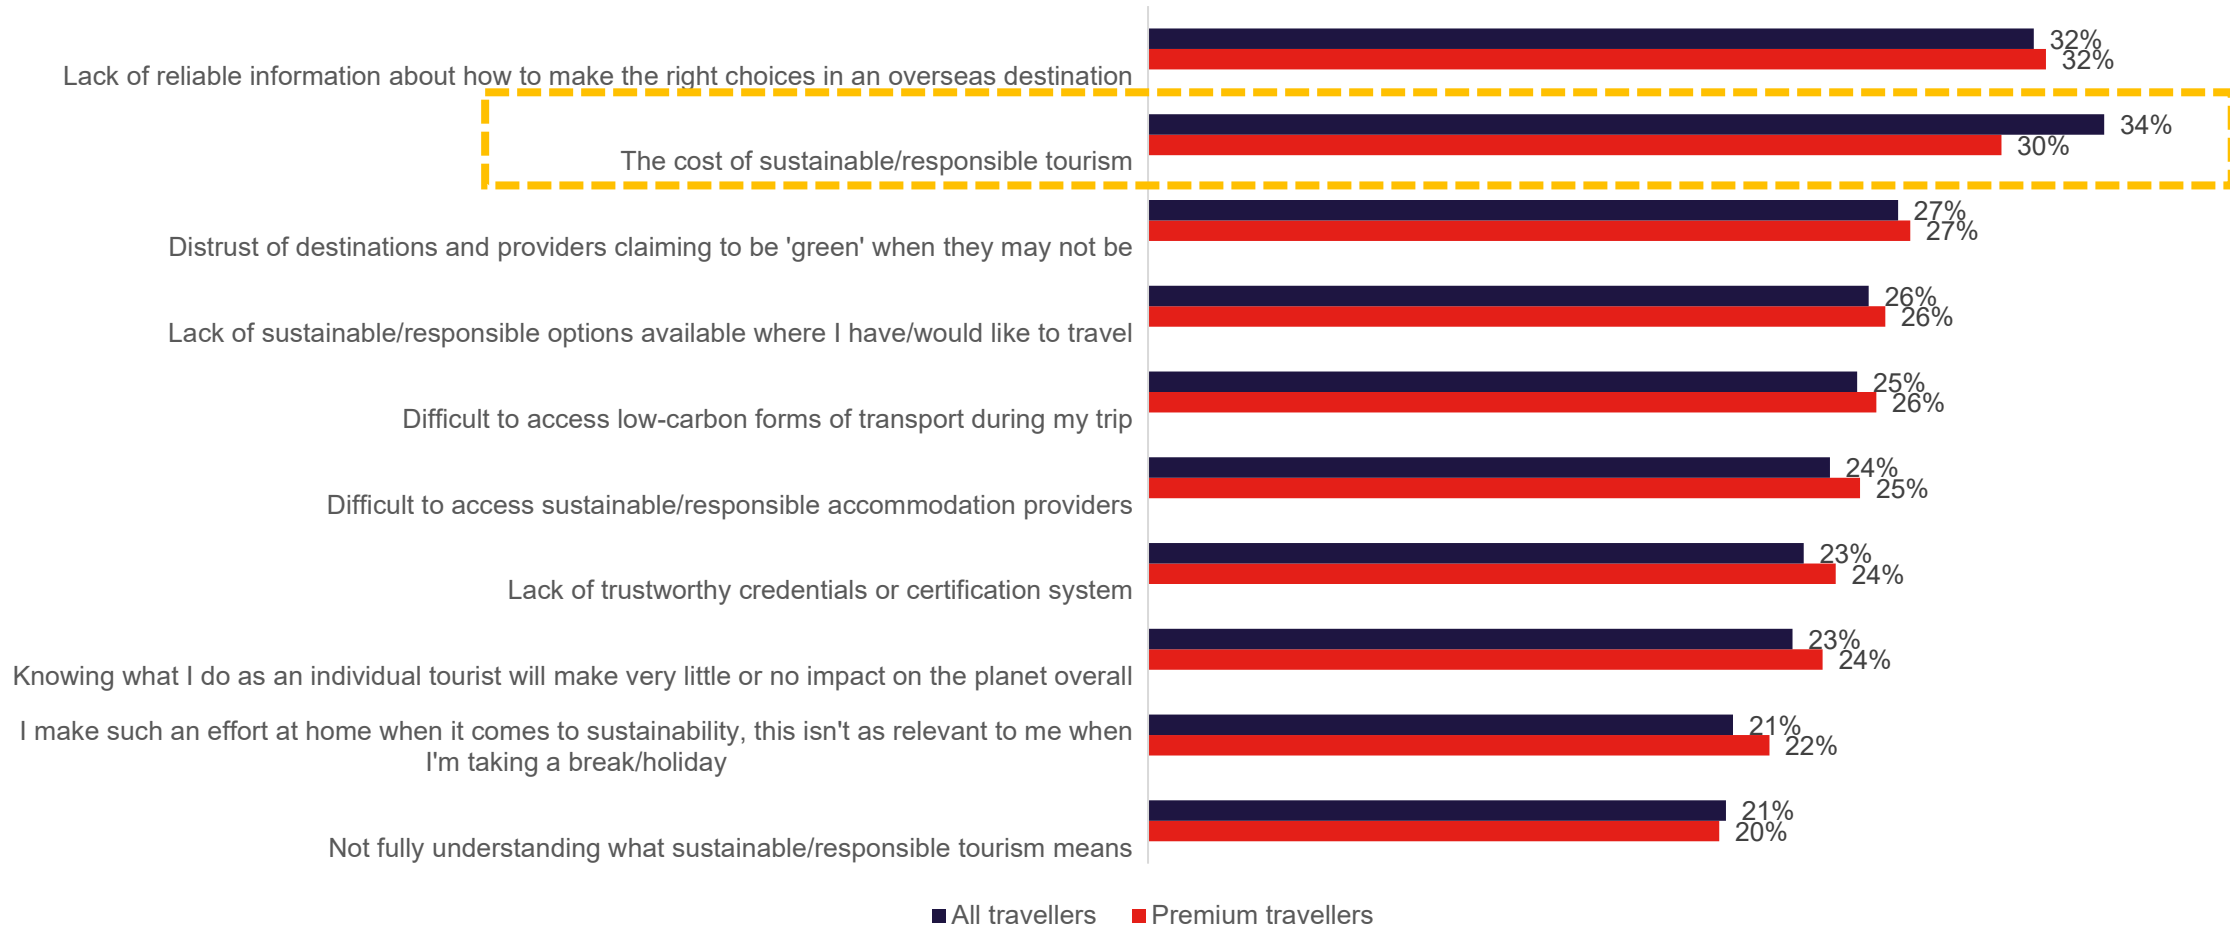 32%
32%
Lack of reliable information about how to make the right choices in an overseas destination
34%
30%
The cost of sustainable/responsible tourism
27%
27%
Distrust of destinations and providers claiming to be 'green' when they may not be
26%
26%
Lack of sustainable/responsible options available where I have/would like to travel
25%
26%
Difficult to access low-carbon forms of transport during my trip
24%
25%
Difficult to access sustainable/responsible accommodation providers
23%
24%
Lack of trustworthy credentials or certification system
23%
24%
Knowing what I do as an individual tourist will make very little or no impact on the planet overall
21%
22%
I make such an effort at home when it comes to sustainability, this isn't as relevant to me when
I'm taking a break/holiday
21%
20%
Not fully understanding what sustainable/responsible tourism means
All travellers
Premium travellers